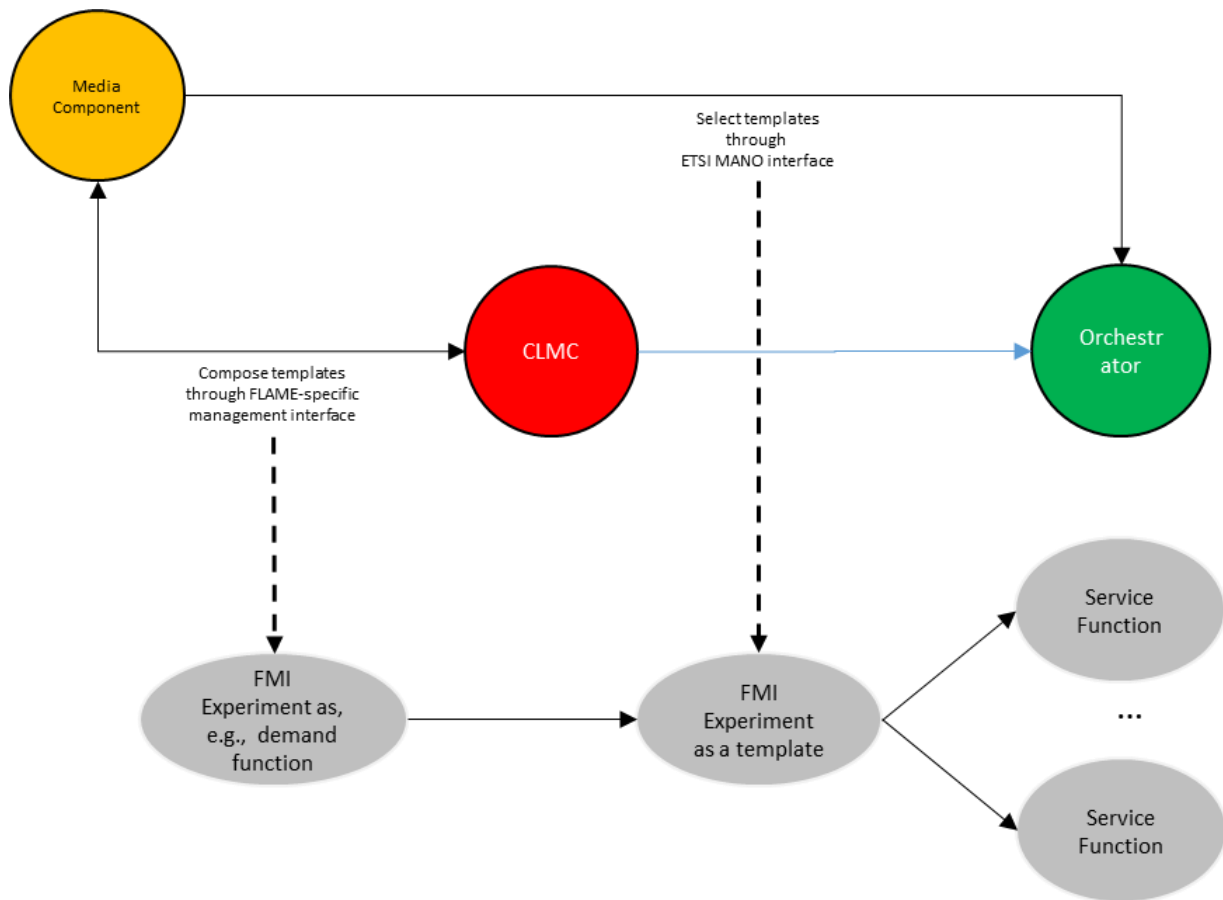 Media
Component
Select templates
through
ETSI MANO interface
CLMC
Orchestr
ator
Compose templates
through FLAME-specific
management interface
FMI
Experiment as,
e.g., demand
function
FMI
Experiment
as a template
Service
Function
...
Service
Function